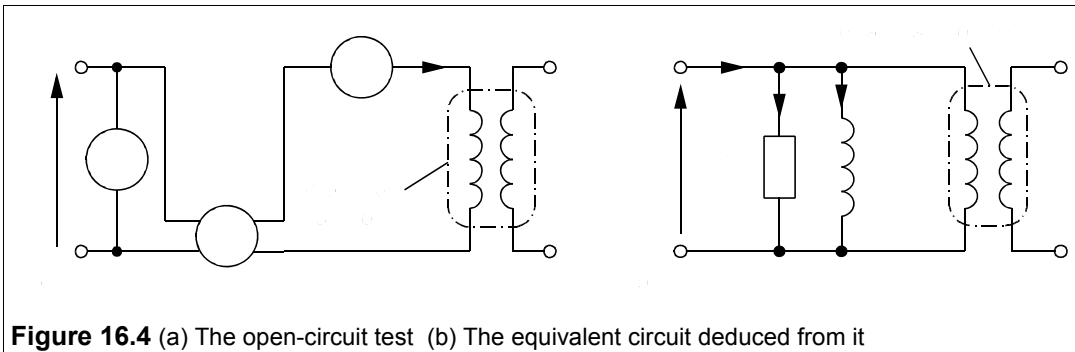 Figure 16.4 (a) The open-circuit test (b) The equivalent circuit deduced from it